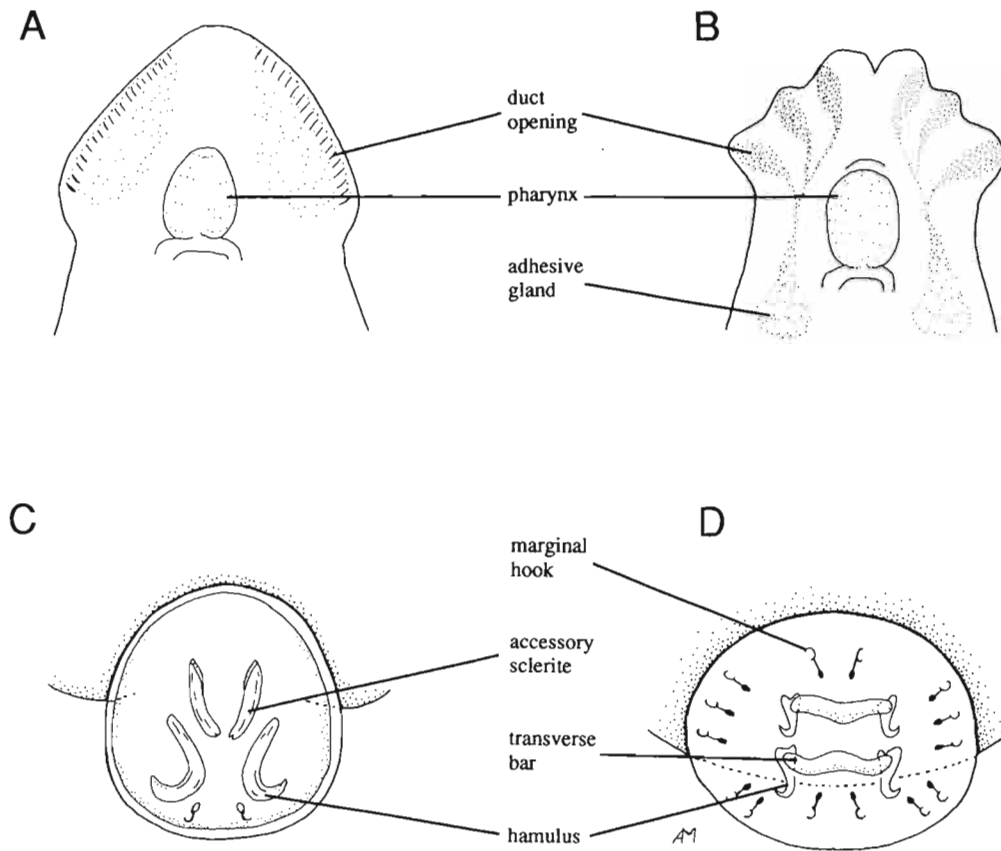 A
B
duct
opening
pharynx
adhesive
gland
C
D
marginal
hook
accessory
sclerite
transverse
bar
hamulus
AM